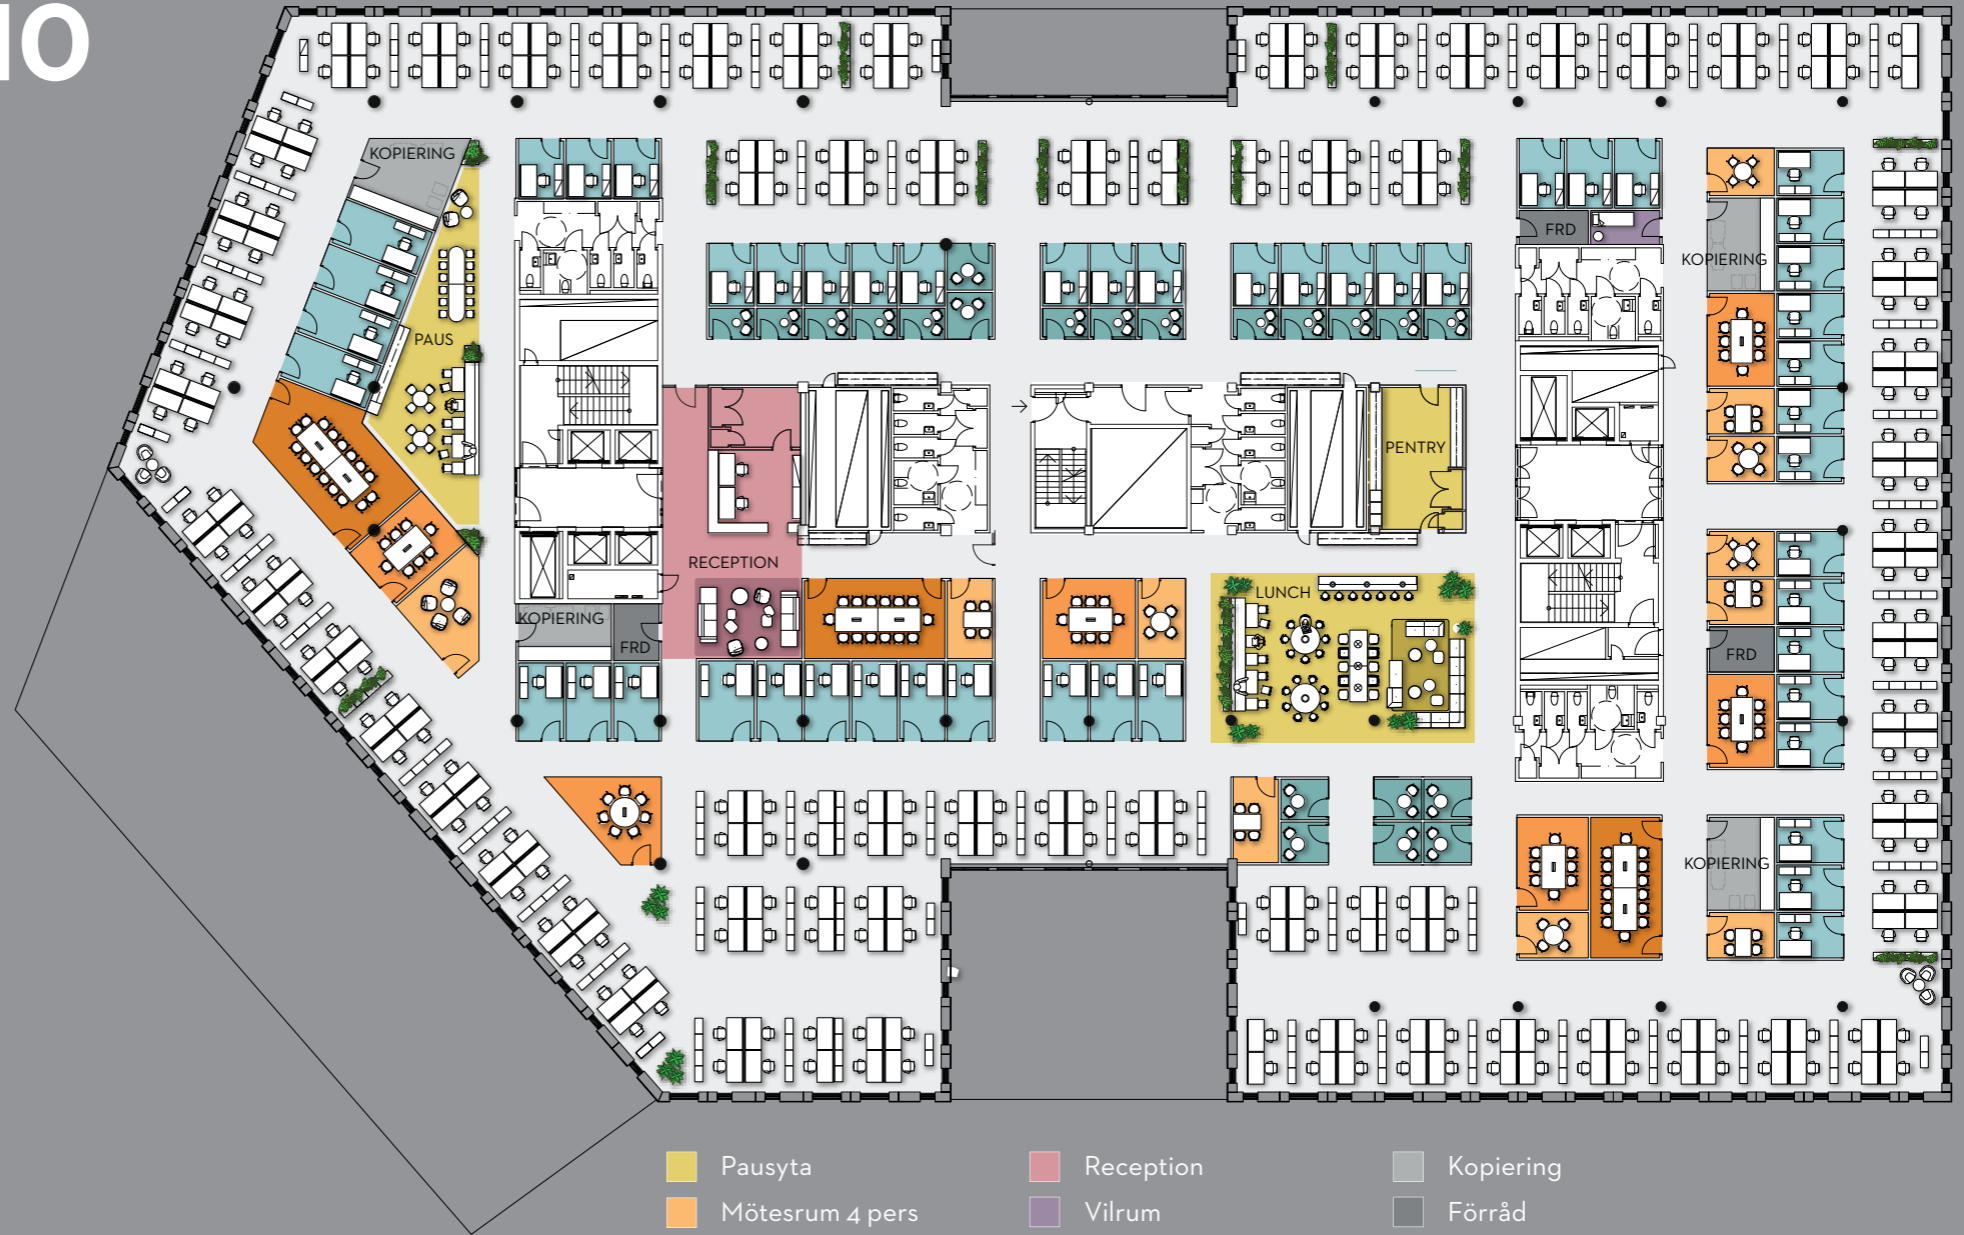 10
KOPIERING
FRD
KOPIERING
PAUS
PENTRY
RECEPTION
LUNCH
KOPIERING
FRD
FRD
KOPIERING
Pausyta
Reception
Kopiering
Mötesrum 4 pers
Vilrum
Förråd